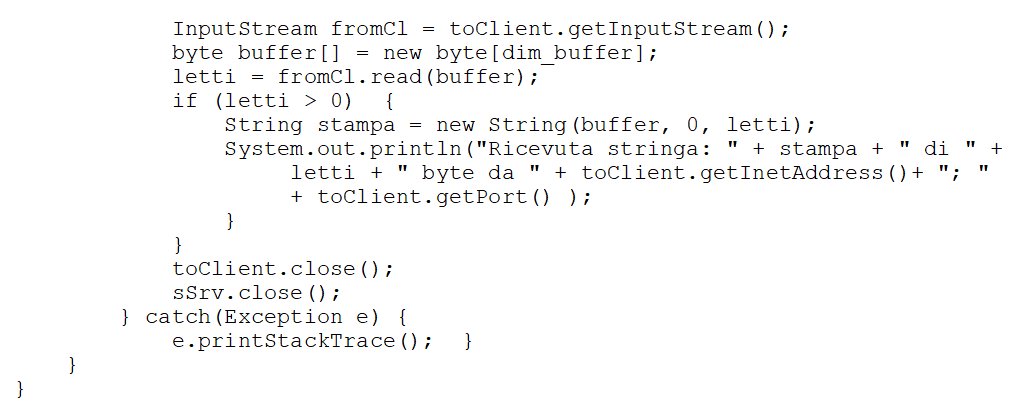 InputStream fromCl = toClient.getInputStream();
byte buffer[] = new byte[dim_buffer];
letti = fromCl.read(buffer);
if (letti > 0)  {
String stampa = new String(buffer, 0, letti);
System.out.println("Ricevuta stringa: " + stampa + " di " +
letti + " byte da " + toClient.getInetAddress()+ "; "
+ toClient.getPort() );
}
}
toClient.close();
sSrv.close();
} catch(Exception e) {
e.printStackTrace();  }
}
}